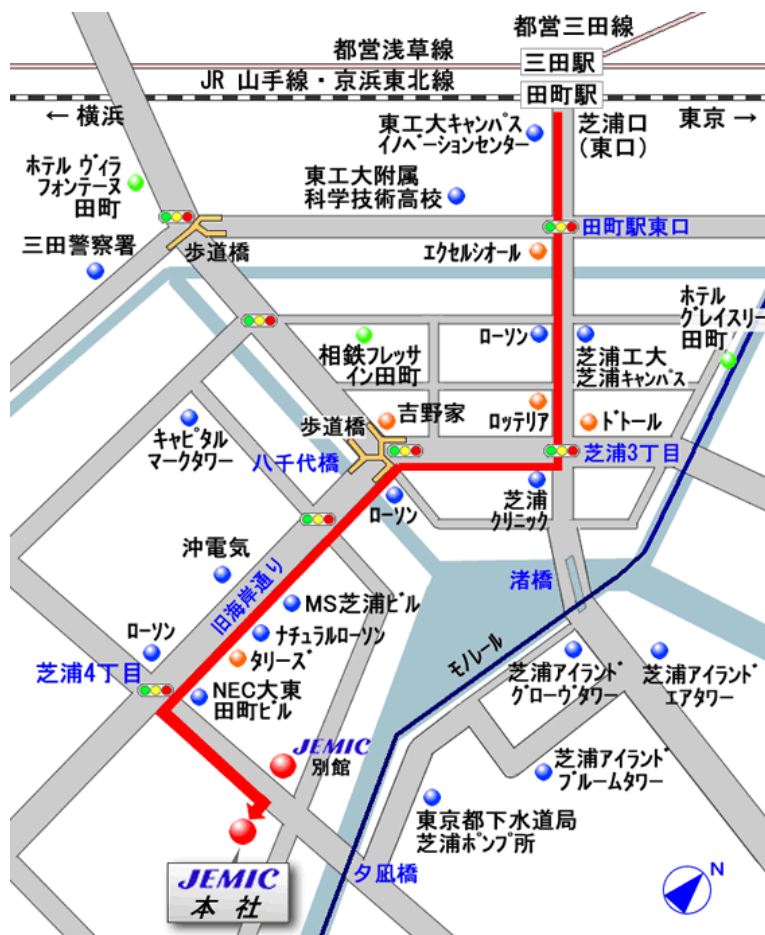 都営三田線
都営浅草線
三田駅
JR 山手線・京浜東北線
田町駅
← 横浜
東京 →
芝浦口
(東口)
東工大ｷｬﾝﾊﾟｽ
ｲﾉﾍﾞｰｼｮﾝｾﾝﾀｰ
ﾎﾃﾙ ｳﾞｨﾗ
ﾌｫﾝﾃｰﾇ
田町
東工大附属
科学技術高校
田町駅東口
三田警察署
歩道橋
ｴｸｾﾙｼｵｰﾙ
ﾎﾃﾙ
ｸﾞﾚｲｽﾘｰ
田町
相鉄ﾌﾚｯｻ
ｲﾝ田町
ﾛｰｿﾝ
芝浦工大
芝浦ｷｬﾝﾊﾟｽ
歩道橋
吉野家
ﾛｯﾃﾘｱ
ﾄﾞﾄｰﾙ
ｷｬﾋﾟﾀﾙ
ﾏｰｸﾀﾜｰ
八千代橋
芝浦3丁目
ﾛｰｿﾝ
芝浦
ｸﾘﾆｯｸ
沖電気
旧海岸通り
渚橋
MS芝浦ﾋﾞﾙ
ﾅﾁｭﾗﾙﾛｰｿﾝ
ﾀﾘｰｽﾞ
ﾛｰｿﾝ
芝浦4丁目
NEC大東
田町ﾋﾞﾙ
ﾓﾉﾚｰﾙ
芝浦ｱｲﾗﾝﾄﾞ
ｸﾞﾛｰｳﾞﾀﾜｰ
芝浦ｱｲﾗﾝﾄﾞ
ｴｱﾀﾜｰ
JEMIC
別館
芝浦ｱｲﾗﾝﾄﾞ
ﾌﾞﾙｰﾑﾀﾜｰ
東京都下水道局
芝浦ﾎﾟﾝﾌﾟ所
夕凪橋
JEMIC
本 社
N